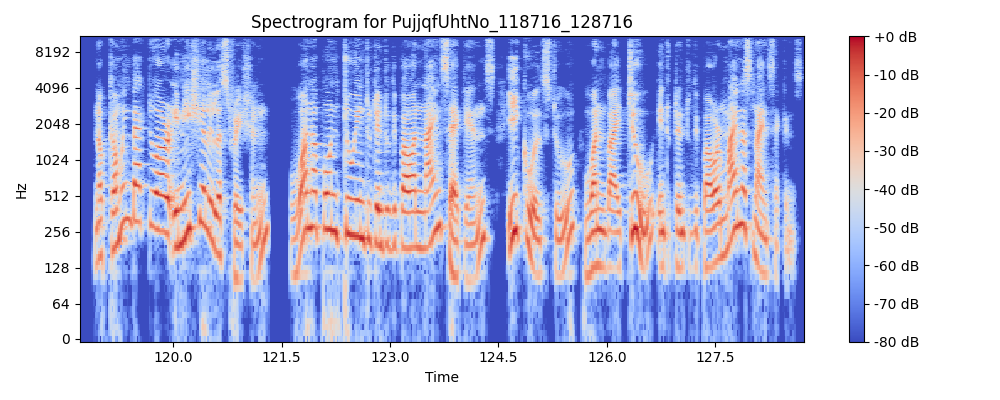 Spectrogram for PujjqfUhtNo_118716_128716
8192
4096
2048
1024
512
256
128
64
0
Hz
120.0
121.5
123.0
124.5
126.0
127.5
Time
+0 dB
-10 dB
-20 dB
-30 dB
-40 dB
-50 dB
-60 dB
-70 dB
-80 dB